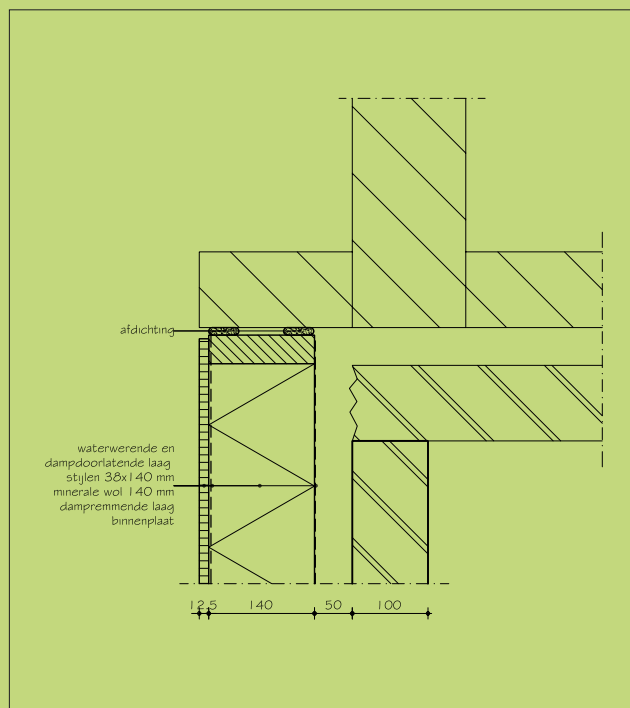 afdichting
waterwerende en
dampdoorlatende laag
stijlen 38x140 mm
minerale wol 140 mm
dampremmende laag
binnenplaat
12,5 140 50 100